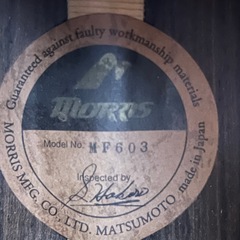 Guaranteed against faulty workmanship materials
Morris
Model No: MF603
Inspected by
MORRIS MFG. CO., LTD. MATSUMOTO made in Japan